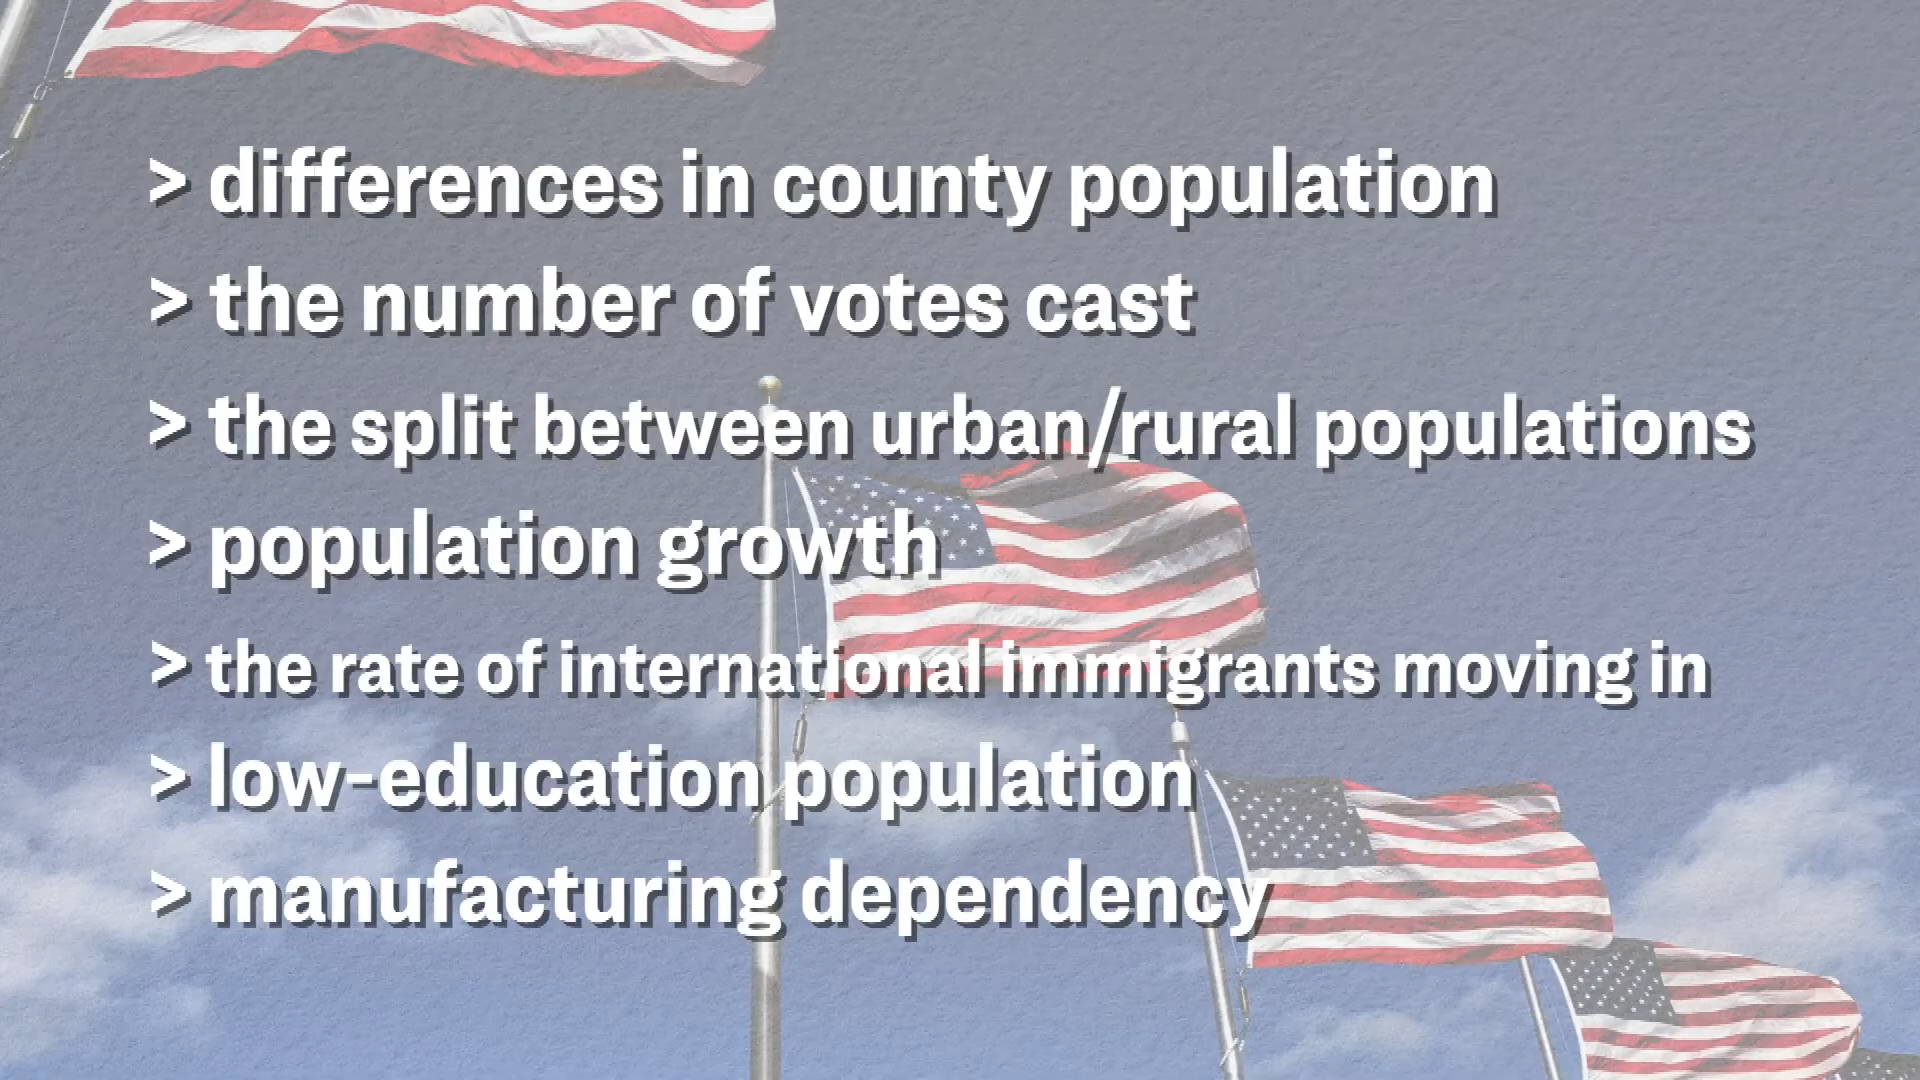 > differences in county population
> the number of votes cast
> the split between urban/rural populations
> population growth
> the rate of international immigrants moving in
> low-education population
> manufacturing dependency